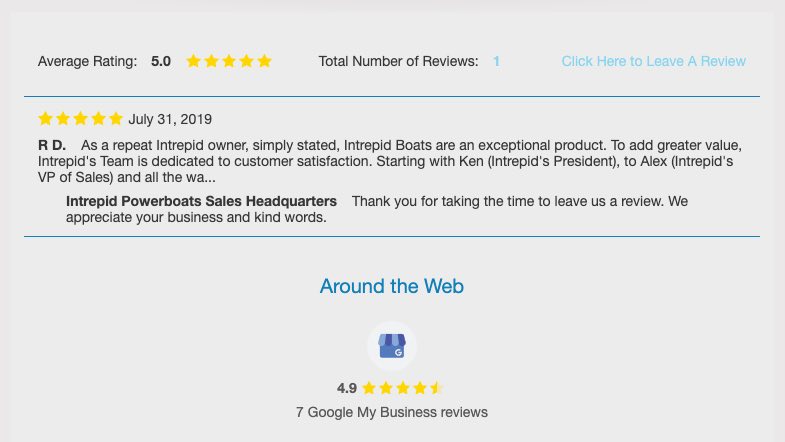 Average Rating: 5.0 Total Number of Reviews: 1 Click Here to Leave A Review
July 31, 2019
R D. As a repeat Intrepid owner, simply stated, Intrepid Boats are an exceptional product. To add greater value,
Intrepid's Team is dedicated to customer satisfaction. Starting with Ken (Intrepid's President), to Alex (Intrepid's
VP of Sales) and all the wa...
Intrepid Powerboats Sales Headquarters Thank you for taking the time to leave us a review. We
appreciate your business and kind words.
Around the Web
G
4.9
7 Google My Business reviews